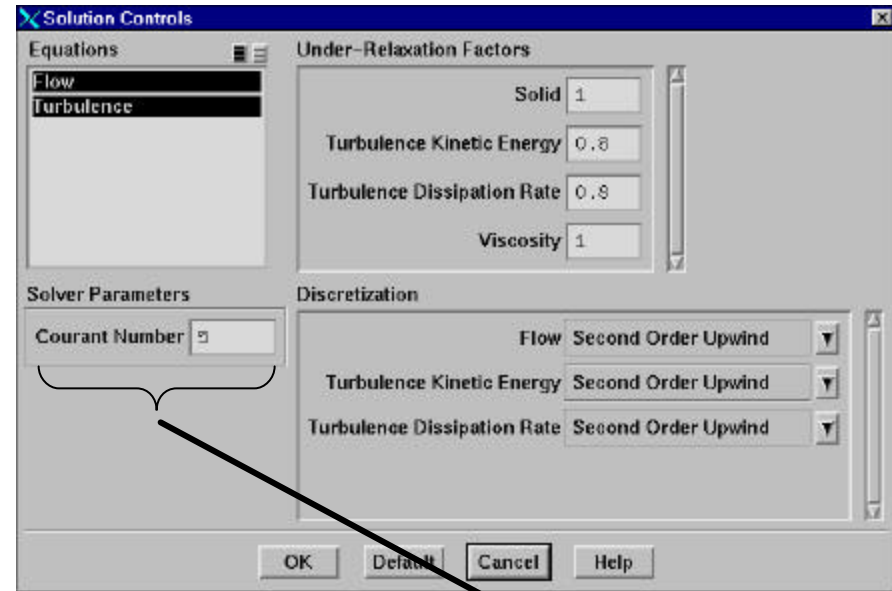 Solution Controls
Equations
Flow
Turbulence
Under-Relaxation Factors
Solid 1
Turbulence Kinetic Energy 0.8
Turbulence Dissipation Rate 0.8
Viscosity 1
Solver Parameters
Courant Number 5
Discretization
Flow Second Order Upwind
Turbulence Kinetic Energy Second Order Upwind
Turbulence Dissipation Rate Second Order Upwind
OK Default Cancel Help